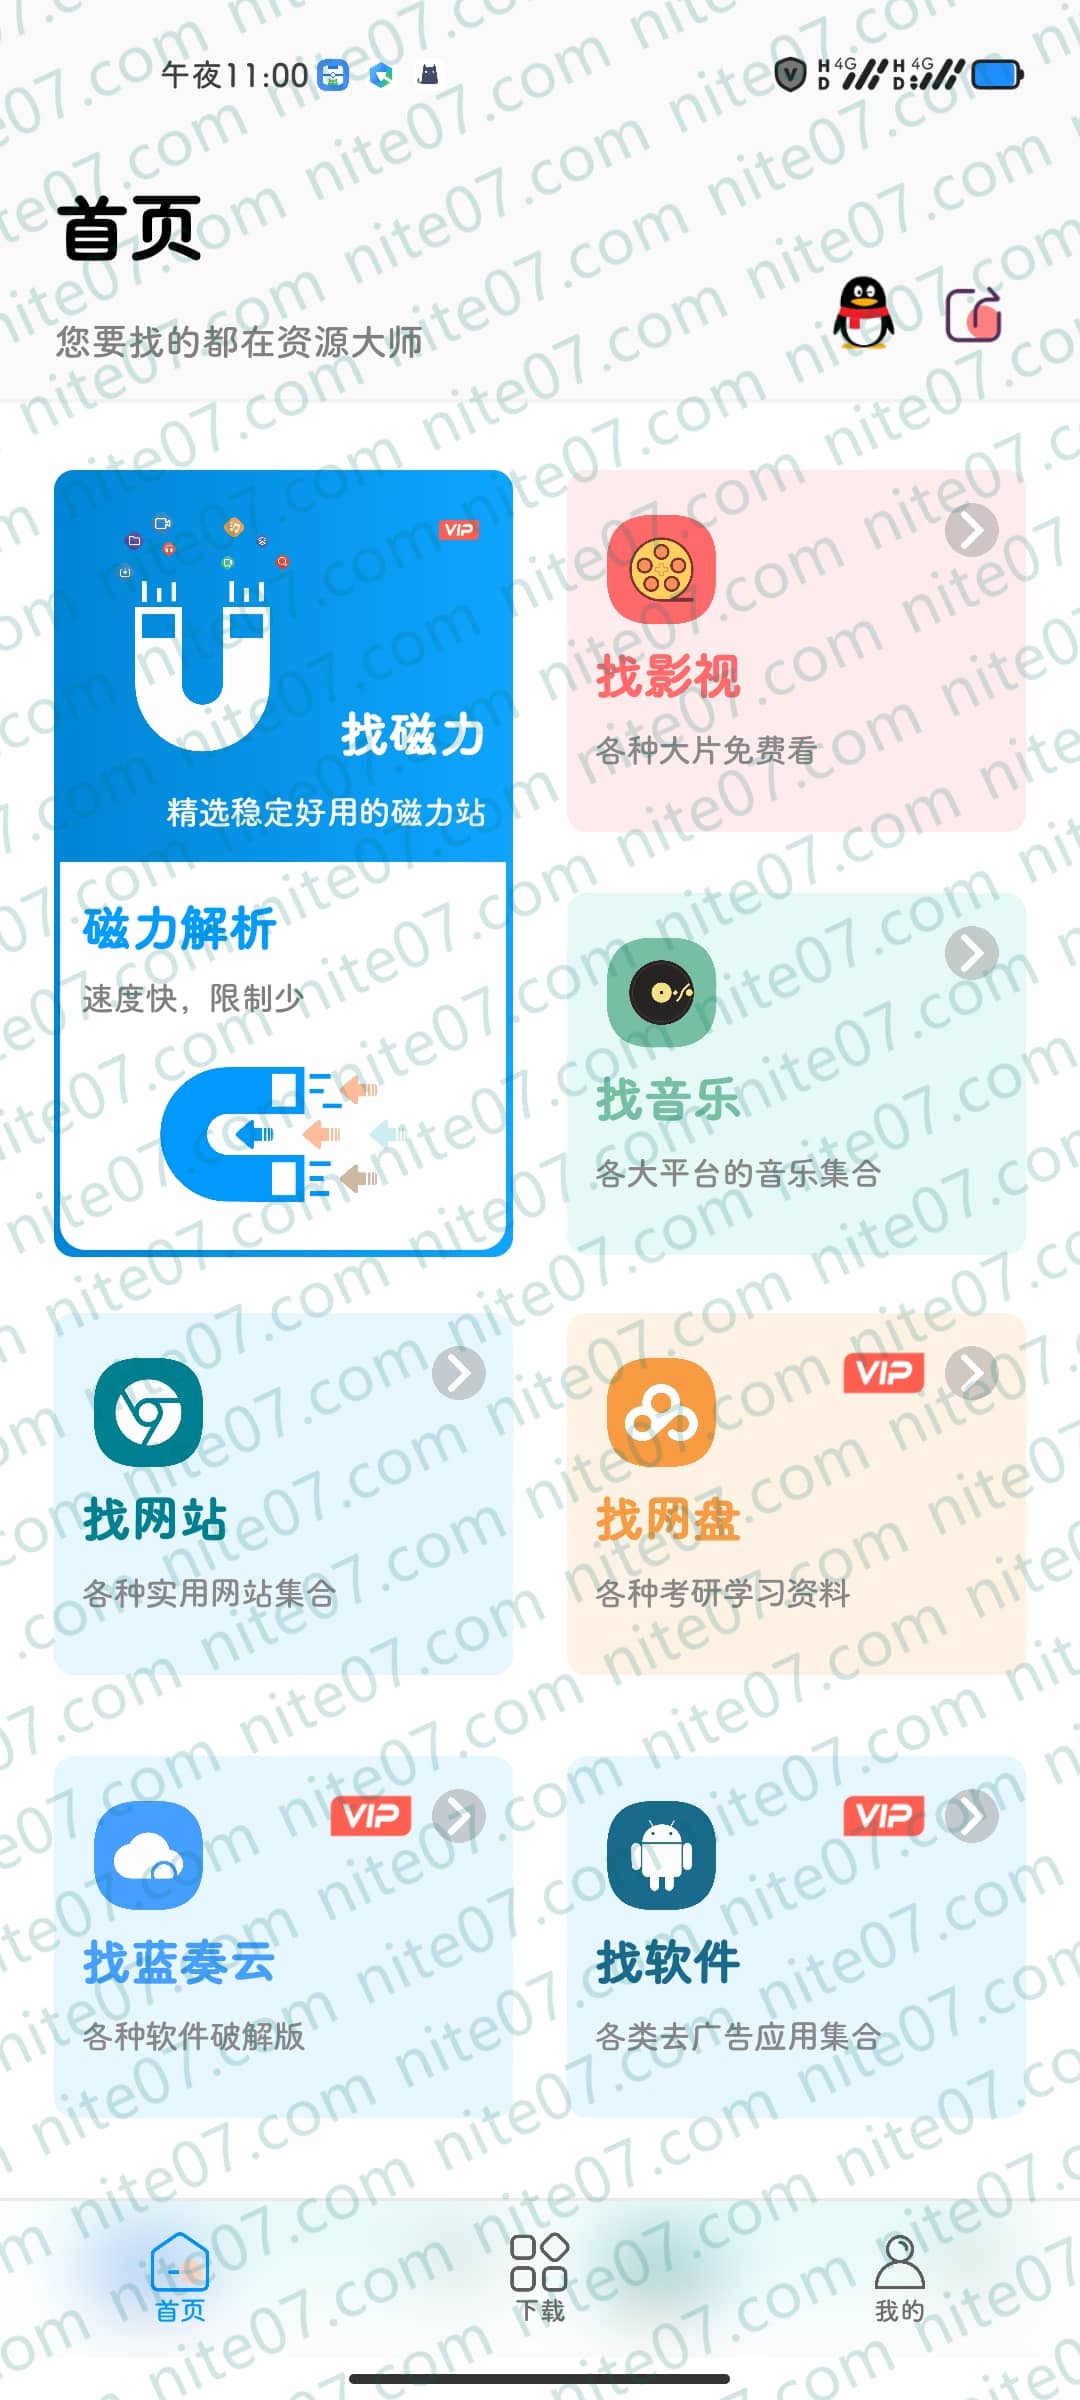 午夜11:00
HD 4G HD 4G
首页
您要找的都在资源大师
VIP
找磁力
精选稳定好用的磁力站
磁力解析
速度快，限制少
找影视
各种大片免费看
找音乐
各大平台的音乐集合
找网站
各种实用网站集合
VIP
找网盘
各种考研学习资料
VIP
找蓝奏云
各种软件破解版
VIP
找软件
各类去广告应用集合
首页
下载
我的
nite07.com